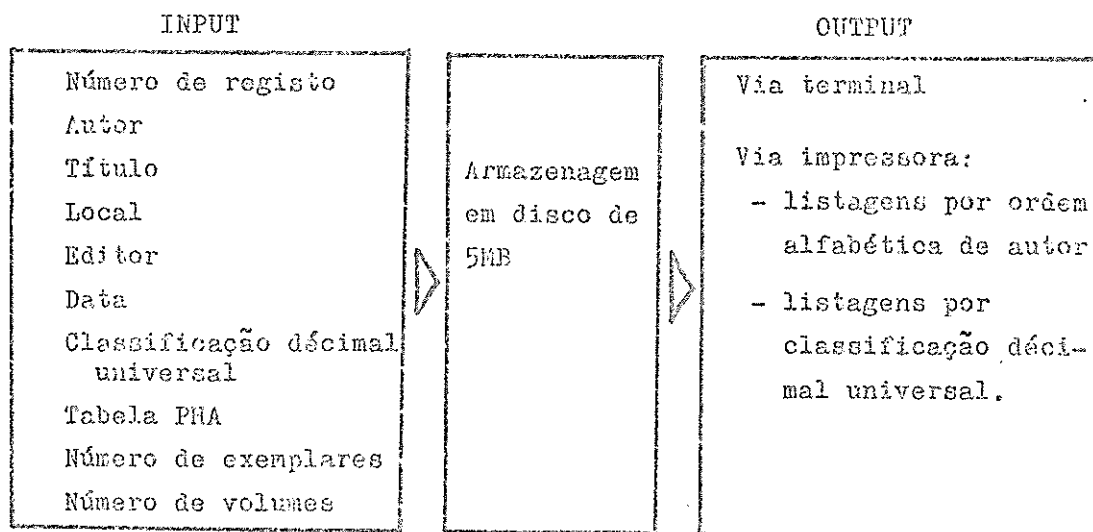 INPUT
Número de registo
Autor
Título
Local
Editor
Data
Classificação décimal
universal
Tabela PHA
Número de exemplares
Número de volumes
Armazenagem
em disco de
5MB
OUTPUT
Via terminal
Via impressora:
- listagens por ordem
alfabética de autor
- listagens por
classificação déci-
mal universal.